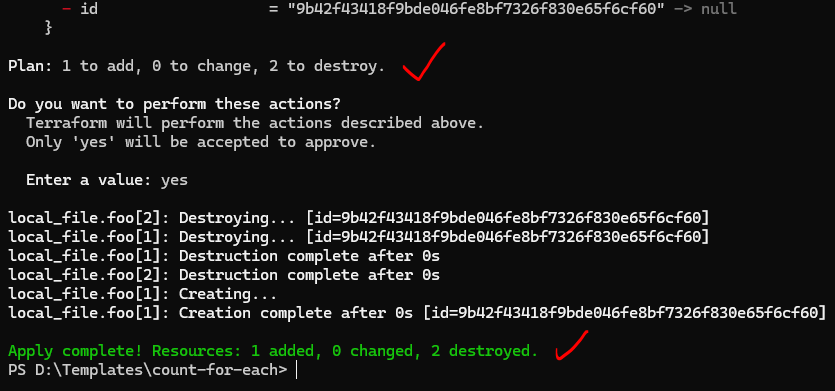 - id                    = "9b42f43418f9bde046fe8bf7326f830e65f6cf60" -> null
}
Plan: 1 to add, 0 to change, 2 to destroy.
Do you want to perform these actions?
Terraform will perform the actions described above.
Only 'yes' will be accepted to approve.
Enter a value: yes
local_file.foo[2]: Destroying... [id=9b42f43418f9bde046fe8bf7326f830e65f6cf60]
local_file.foo[1]: Destroying... [id=9b42f43418f9bde046fe8bf7326f830e65f6cf60]
local_file.foo[1]: Destruction complete after 0s
local_file.foo[2]: Destruction complete after 0s
local_file.foo[1]: Creating...
local_file.foo[1]: Creation complete after 0s [id=9b42f43418f9bde046fe8bf7326f830e65f6cf60]
Apply complete! Resources: 1 added, 0 changed, 2 destroyed.
PS D:\Templates\count-for-each>